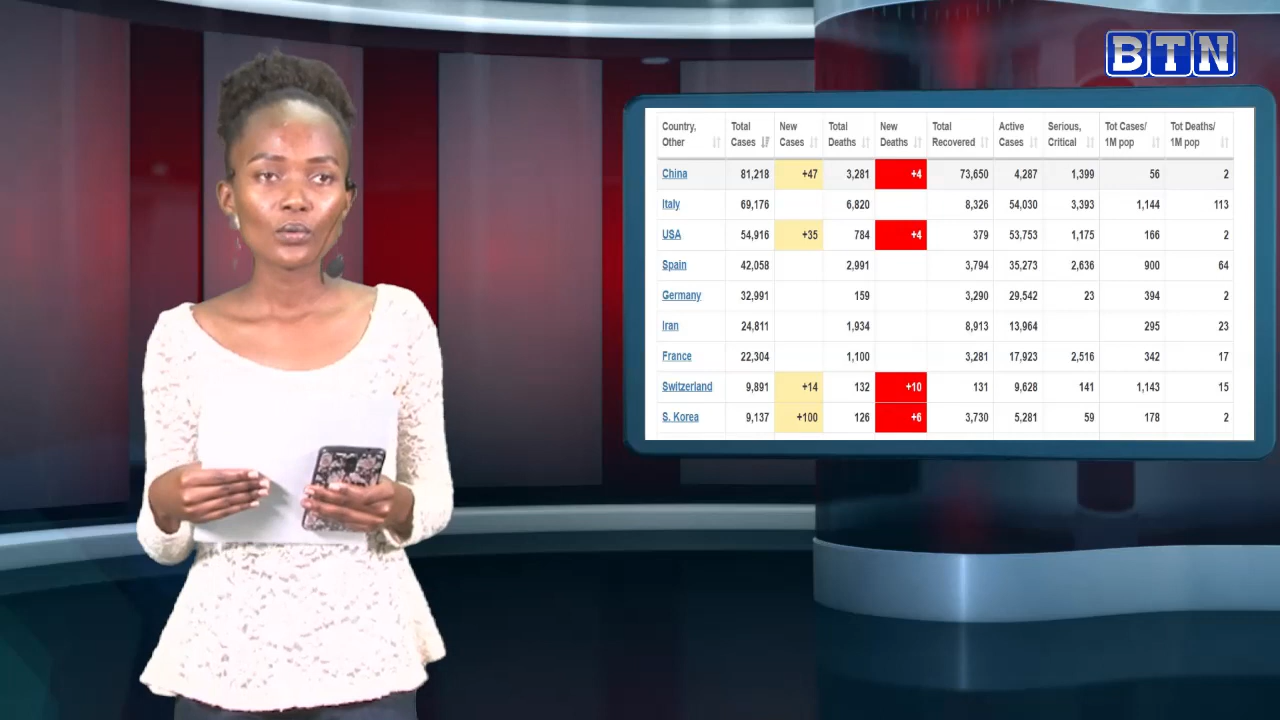 BTN
Country, Other Total Cases New Cases Total Deaths New Deaths Total Recovered Active Cases Serious, Critical Tot Cases/ 1M pop Tot Deaths/ 1M pop
China 81,218 +47 3,281 +4 73,650 4,287 1,399 56 2
Italy 69,176 6,820 8,326 54,030 3,393 1,144 113
USA 54,916 +35 784 +4 379 53,753 1,175 166 2
Spain 42,058 2,991 3,794 35,273 2,636 900 64
Germany 32,991 159 3,290 29,542 23 394 2
Iran 24,811 1,934 8,913 13,964 295 23
France 22,304 1,100 3,281 17,923 2,516 342 17
Switzerland 9,891 +14 132 +10 131 9,628 141 1,143 15
S. Korea 9,137 +100 126 +6 3,730 5,281 59 178 2